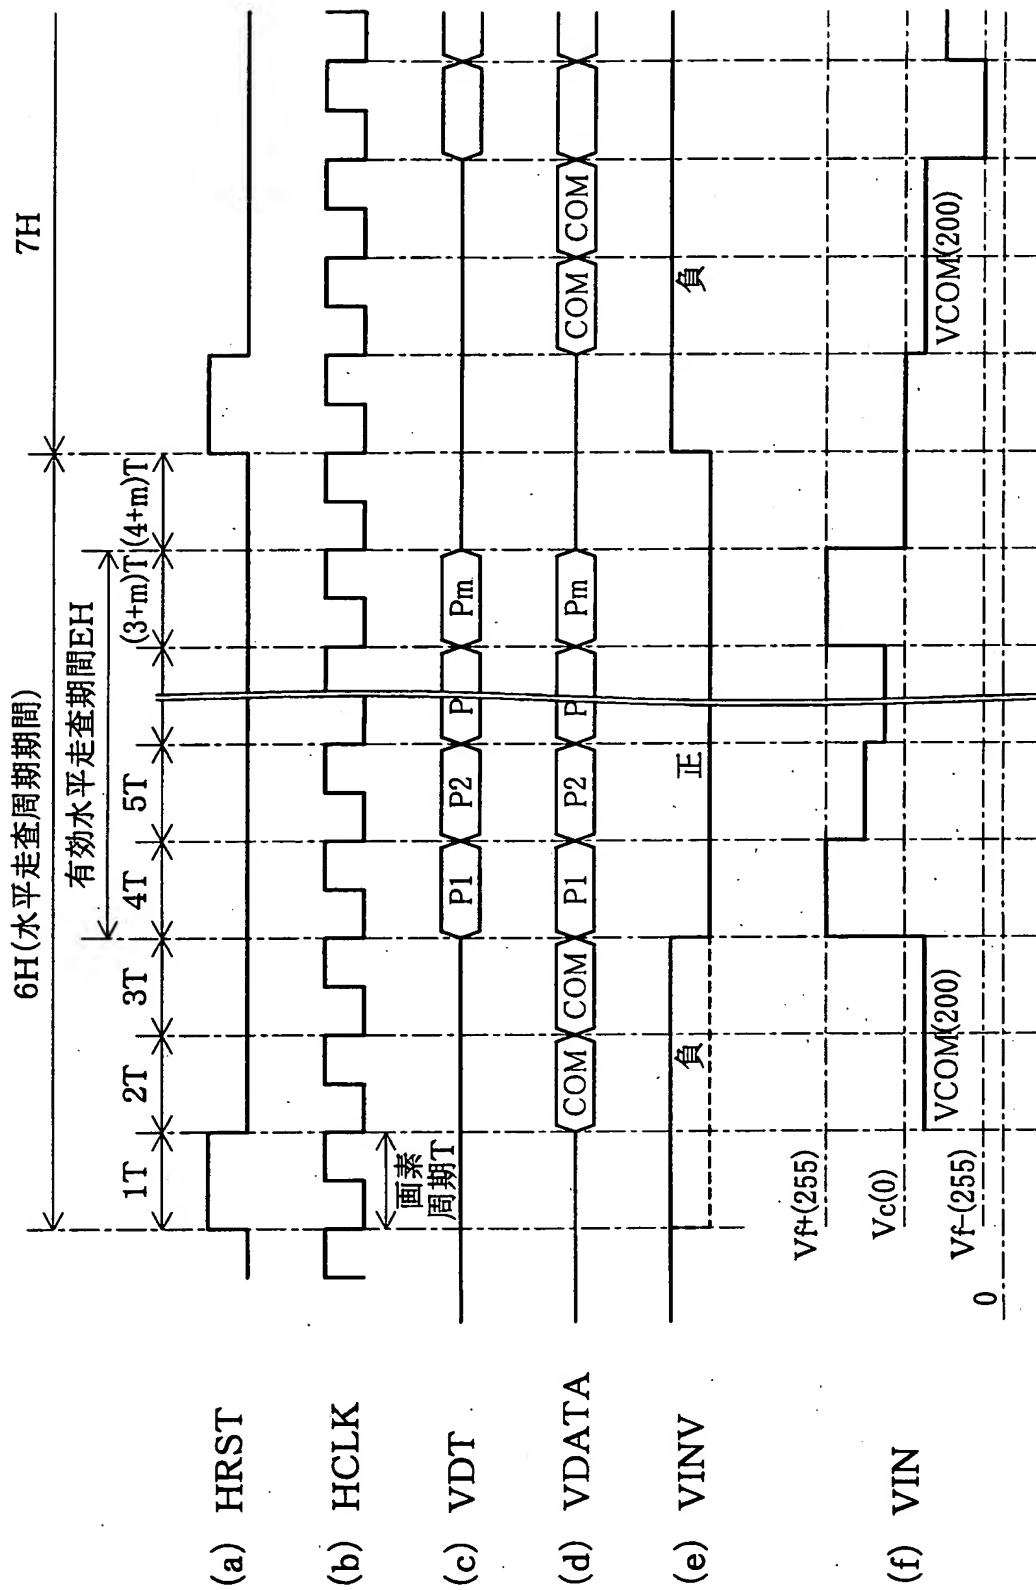 6H(水平走査周期期間)
7H
有効水平走査期間EH
1T 2T 3T 4T 5T (3+m)T (4+m)T
(a) HRST
(b) HCLK
画素
周期T
(c) VDT P1 P2 P Pm
(d) VDATA COM COM P1 P2 P Pm COM COM
(e) VINV 負 正 負
(f) VIN
Vf+(255)
Vc(0)
VCOM(200) VCOM(200)
Vf-(255)
0